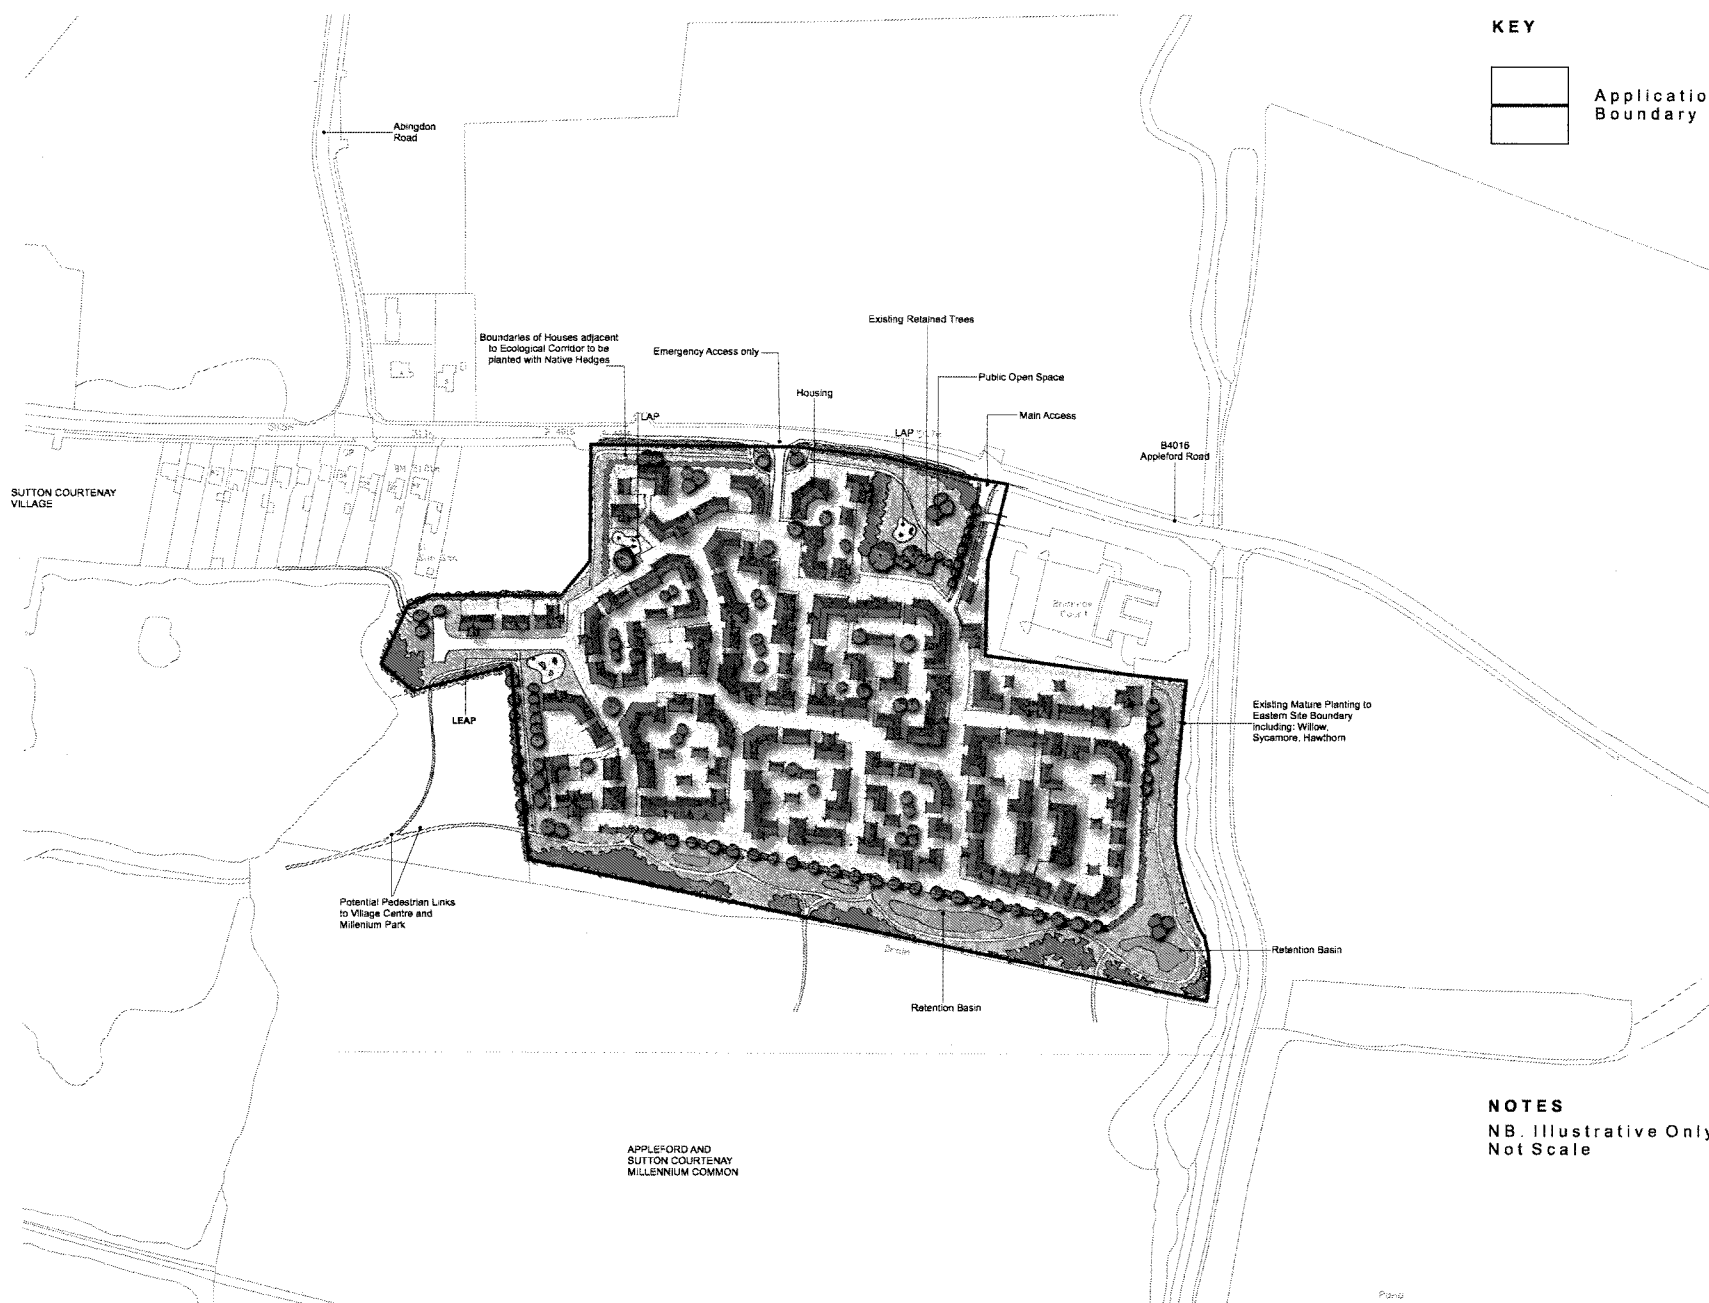 KEY
Applicatio
Boundary
Abingdon
Road
Existing Retained Trees
Boundaries of Houses adjacent
to Ecological Corridor to be
planted with Native Hedges
Emergency Access only
Public Open Space
Housing
Main Access
LAP
LAP
B4016
Appleford Road
SUTTON COURTENAY
VILLAGE
LEAP
Existing Mature Planting to
Eastern Site Boundary
including: Willow,
Sycamore, Hawthorn
Potential Pedestrian Links
to Village Centre and
Millenium Park
Drain
Retention Basin
Retention Basin
APPLEFORD AND
SUTTON COURTENAY
MILLENNIUM COMMON
NOTES
NB. Illustrative Only
Not Scale
Pond